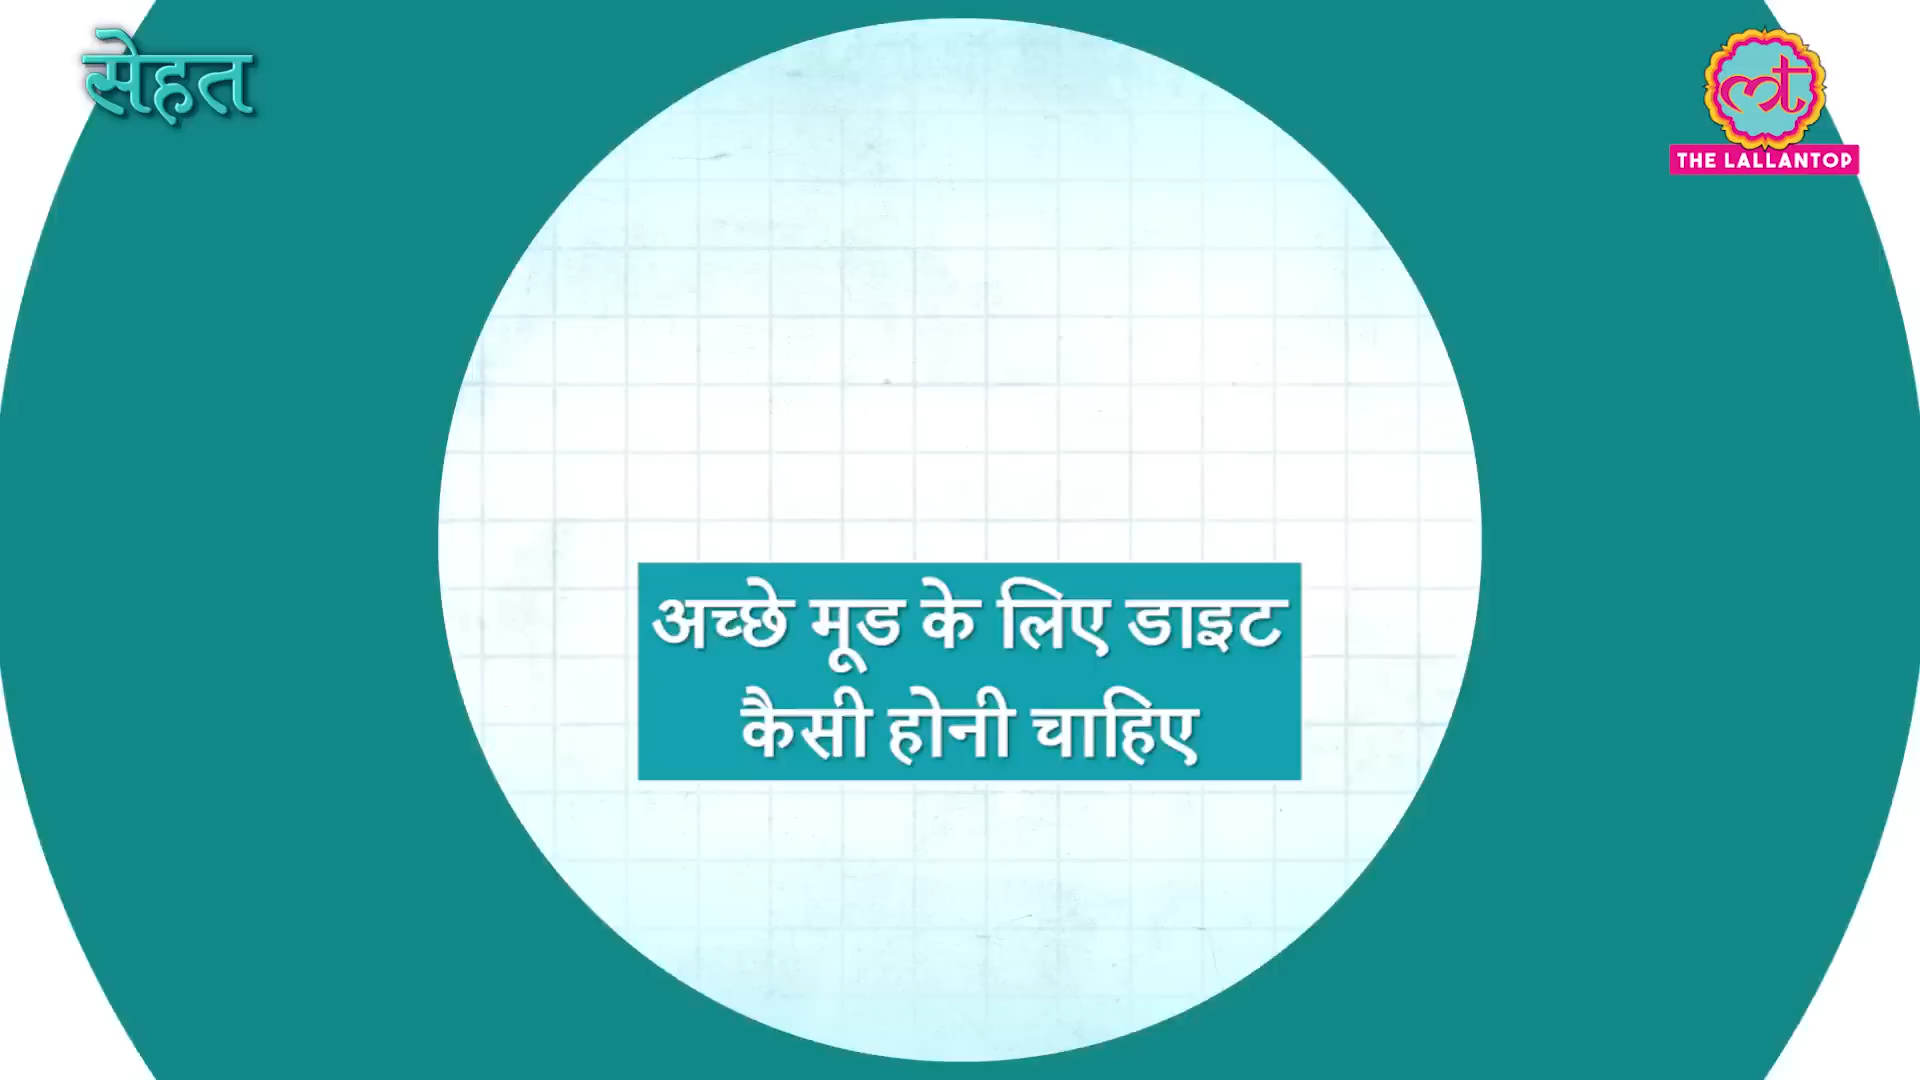 सेहत
THE LALLANTOP
अच्छे मूड के लिए डाइट
कैसी होनी चाहिए